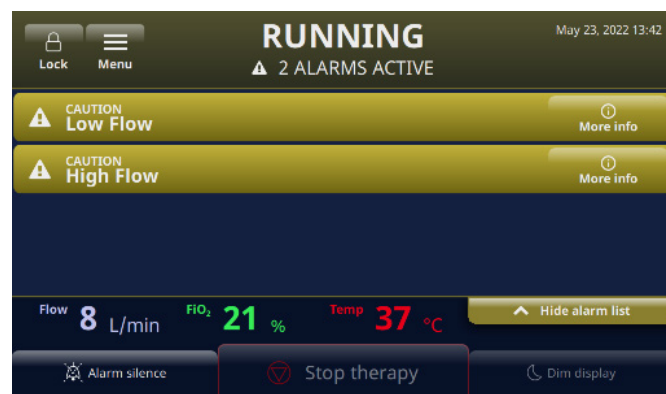 RUNNING
May 23, 2022 13:42
Lock Menu
2 ALARMS ACTIVE
CAUTION
Low Flow
More info
CAUTION
High Flow
More info
Flow 8 L/min FiO₂ 21 % Temp 37 °C
Hide alarm list
Alarm silence
Stop therapy
Dim display